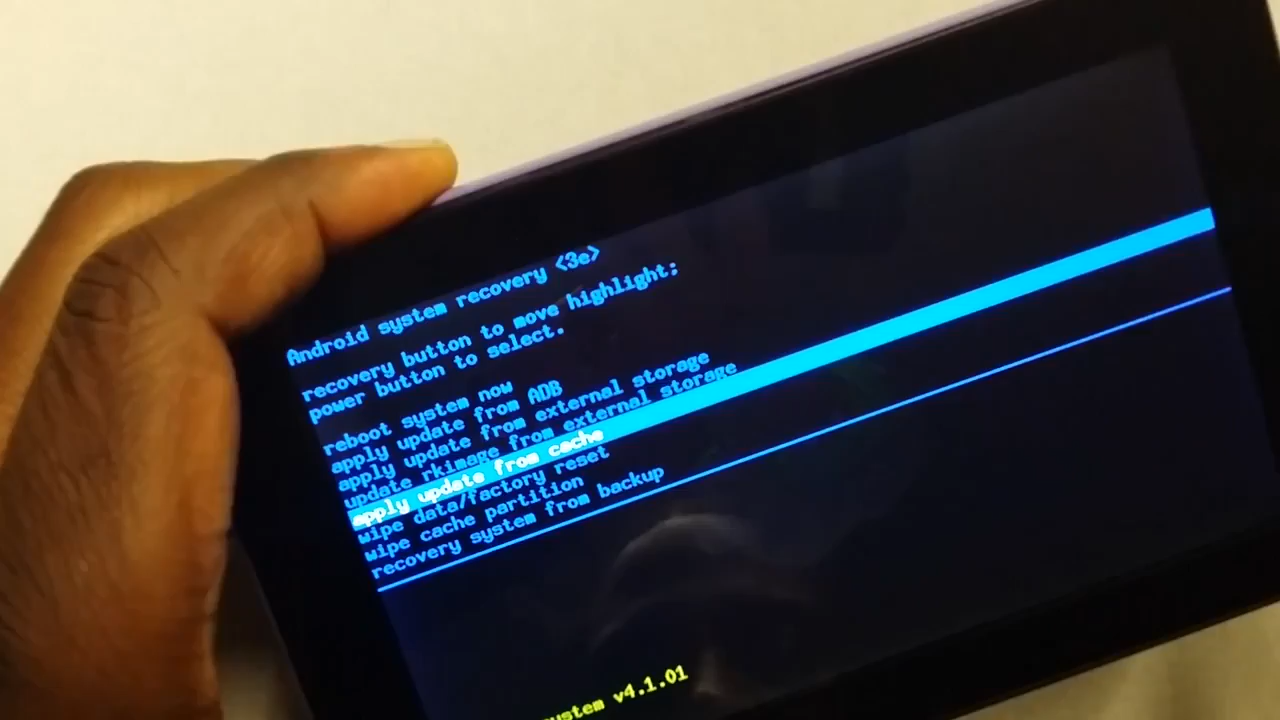 Android system recovery <3e>
recovery button to move highlight;
power button to select.
reboot system now
apply update from ADB
apply update from external storage
update rkimage from external storage
apply update from cache
wipe data/factory reset
wipe cache partition
recovery system from backup
v4.1.01